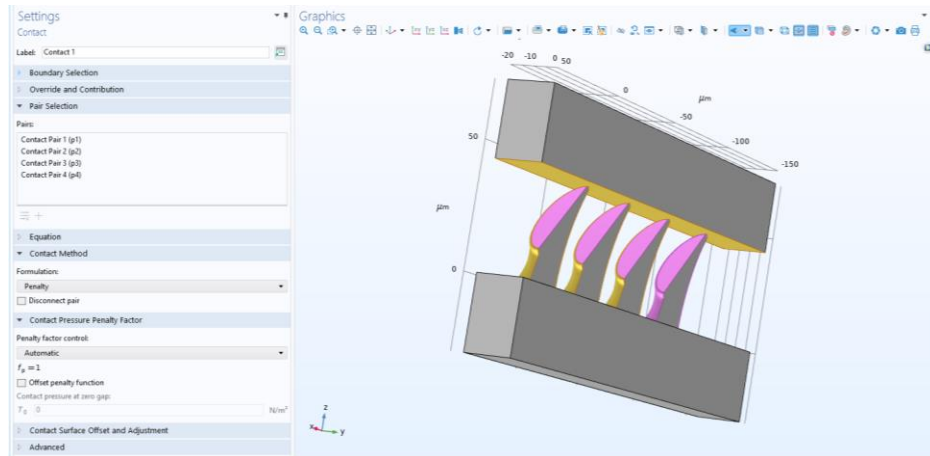 Settings
Contact
Label: Contact 1
Boundary Selection
Override and Contribution
Pair Selection
Pairs:
Contact Pair 1 (p1)
Contact Pair 2 (p2)
Contact Pair 3 (p3)
Contact Pair 4 (p4)
Equation
Contact Method
Formulation:
Penalty
Disconnect pair
Contact Pressure Penalty Factor
Penalty factor control:
Automatic
fp = 1
Offset penalty function
Contact pressure at zero gap:
T0 0 N/m²
Contact Surface Offset and Adjustment
Advanced
Graphics
-20 -10 0 50
0
μm
-50
-100
-150
50
μm
0
z
x y